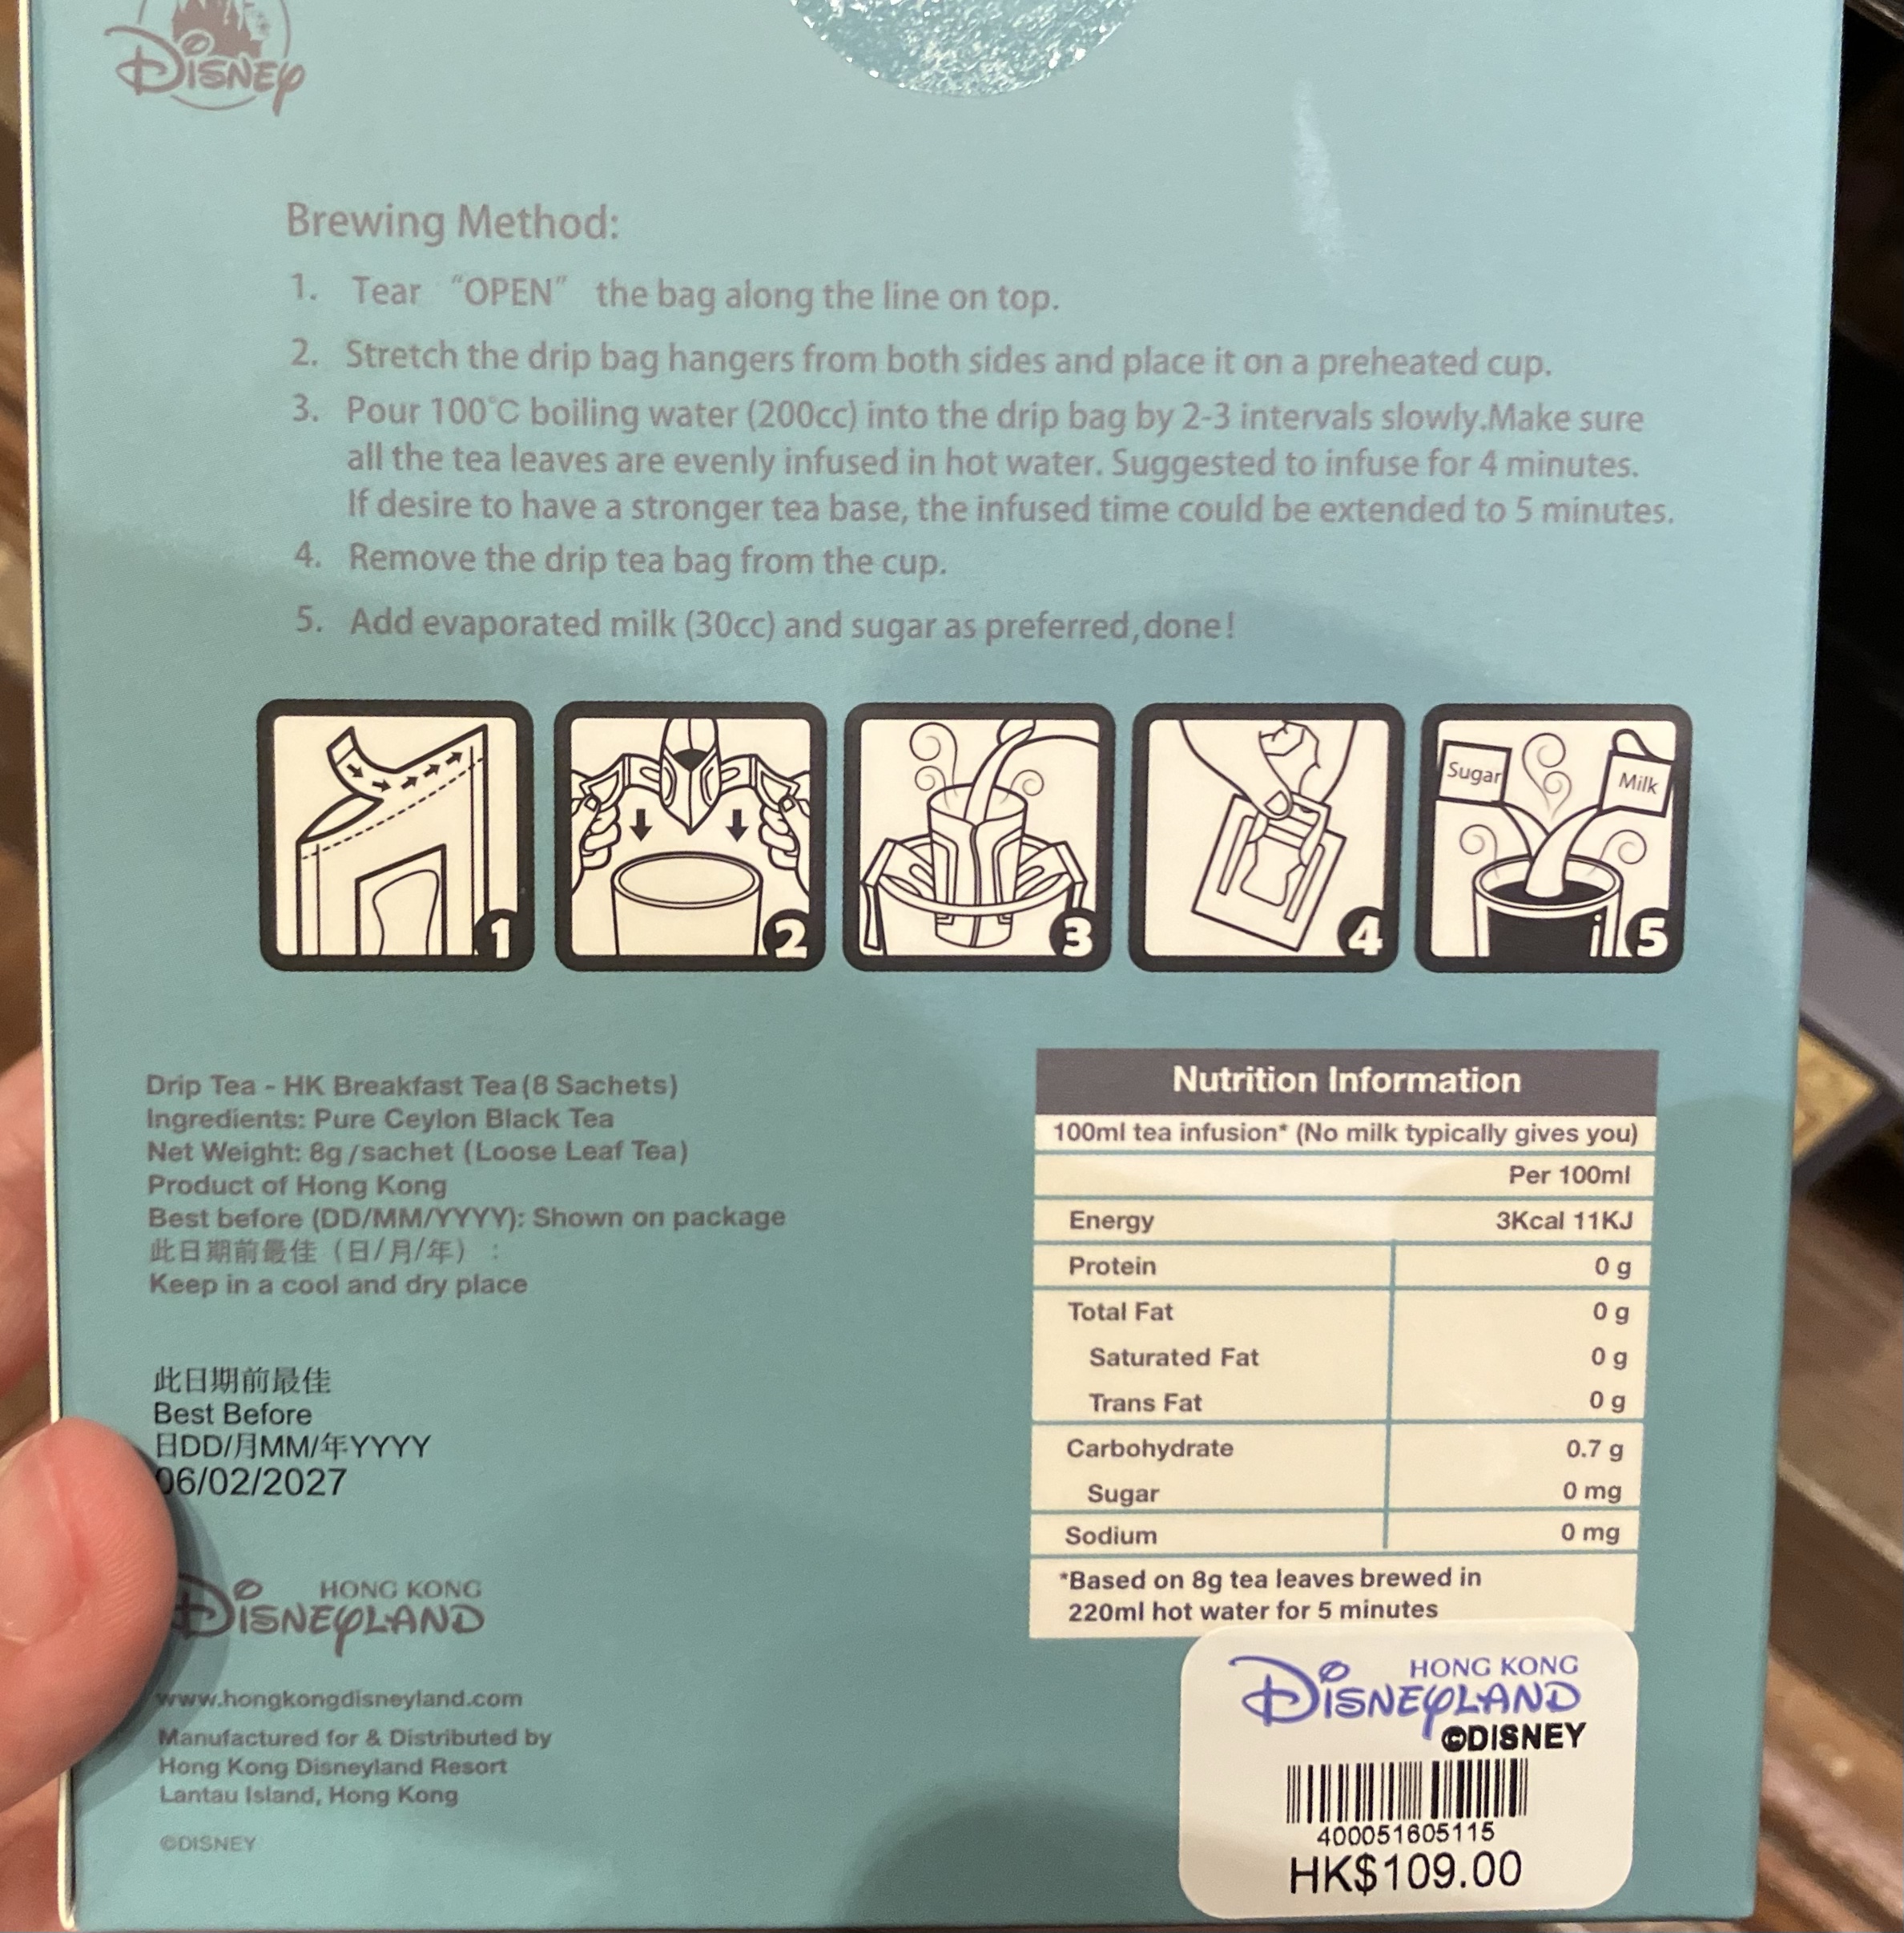 Disney
Brewing Method:
1. Tear “OPEN” the bag along the line on top.
2. Stretch the drip bag hangers from both sides and place it on a preheated cup.
3. Pour 100℃ boiling water (200cc) into the drip bag by 2-3 intervals slowly.Make sure
all the tea leaves are evenly infused in hot water. Suggested to infuse for 4 minutes.
If desire to have a stronger tea base, the infused time could be extended to 5 minutes.
4. Remove the drip tea bag from the cup.
5. Add evaporated milk (30cc) and sugar as preferred,done!
1
2
3
4
Sugar
Milk
5
Drip Tea - HK Breakfast Tea (8 Sachets)
Ingredients: Pure Ceylon Black Tea
Net Weight: 8g/sachet (Loose Leaf Tea)
Product of Hong Kong
Best before (DD/MM/YYYY): Shown on package
此日期前最佳（日/月/年）：
Keep in a cool and dry place
此日期前最佳
Best Before
日DD/月MM/年YYYY
06/02/2027
HONG KONG
DISNEYLAND
www.hongkongdisneyland.com
Manufactured for & Distributed by
Hong Kong Disneyland Resort
Lantau Island, Hong Kong
©DISNEY
Nutrition Information
100ml tea infusion* (No milk typically gives you)
Per 100ml
Energy 3Kcal 11KJ
Protein 0 g
Total Fat 0 g
Saturated Fat 0 g
Trans Fat 0 g
Carbohydrate 0.7 g
Sugar 0 mg
Sodium 0 mg
*Based on 8g tea leaves brewed in
220ml hot water for 5 minutes
HONG KONG
DISNEYLAND
©DISNEY
400051605115
HK$109.00